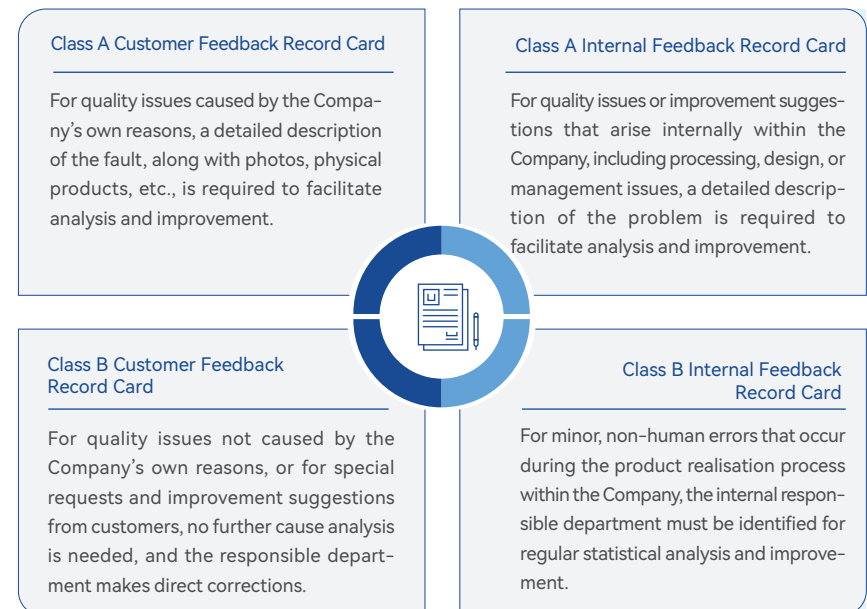 Class A Customer Feedback Record Card
For quality issues caused by the Compa-
ny's own reasons, a detailed description
of the fault, along with photos, physical
products, etc., is required to facilitate
analysis and improvement.
Class A Internal Feedback Record Card
For quality issues or improvement sugges-
tions that arise internally within the
Company, including processing, design, or
management issues, a detailed descrip-
tion of the problem is required to
facilitate analysis and improvement.
Class B Customer Feedback
Record Card
For quality issues not caused by the
Company's own reasons, or for special
requests and improvement suggestions
from customers, no further cause analysis
is needed, and the responsible depart-
ment makes direct corrections.
Class B Internal Feedback
Record Card
For minor, non-human errors that occur
during the product realisation process
within the Company, the internal respon-
sible department must be identified for
regular statistical analysis and improve-
ment.